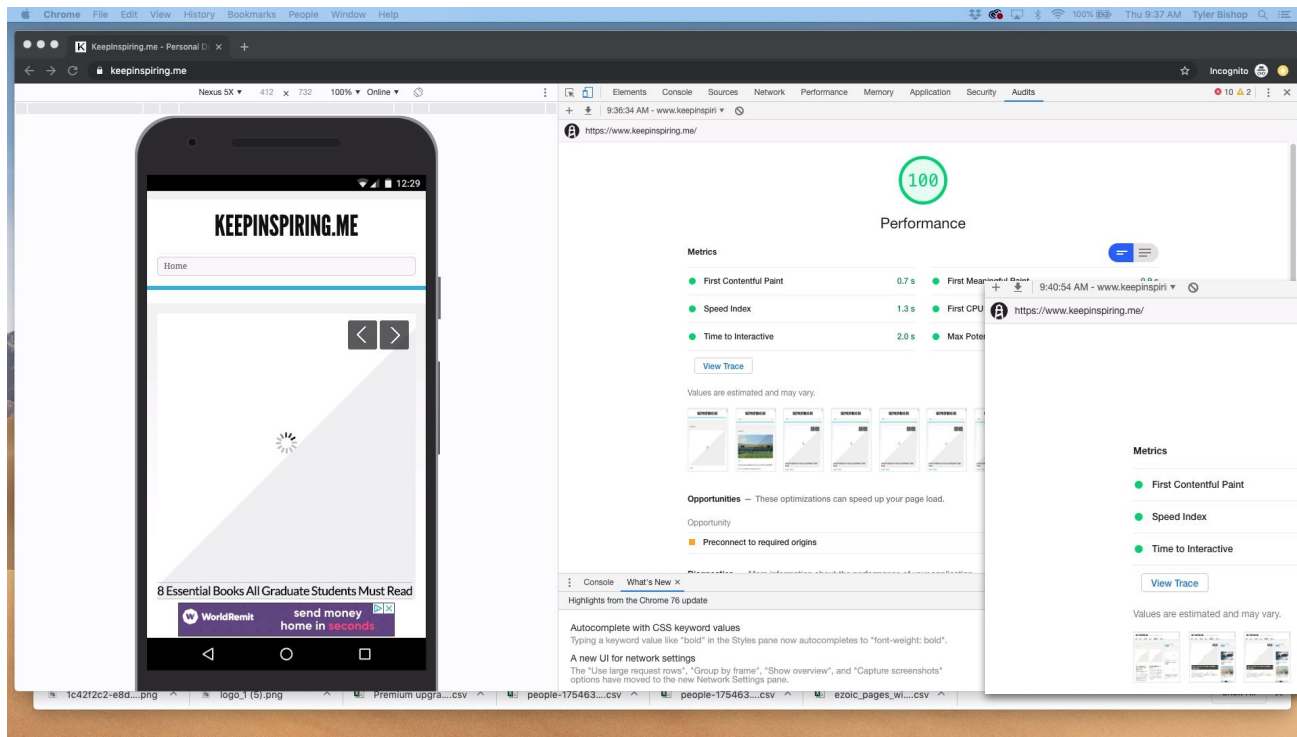 Chrome File Edit View History Bookmarks People Window Help
100% Thu 9:37 AM Tyler Bishop
KeepInspiring.me - Personal D
keepinspiring.me
Incognito
Nexus 5X ▾ 412 x 732 100% ▾ Online ▾
Elements Console Sources Network Performance Memory Application Security Audits
10 2
9:36:34 AM - www.keepinspiri ▾
https://www.keepinspiring.me/
12:29
KEEPINSPIRING.ME
Home
8 Essential Books All Graduate Students Must Read
WorldRemit
send money
home in seconds
100
Performance
Metrics
First Contentful Paint 0.7 s
First Meaningful Paint
Speed Index 1.3 s
First CPU
Time to Interactive 2.0 s
Max Poter
View Trace
Values are estimated and may vary.
Opportunities — These optimizations can speed up your page load.
Opportunity
Preconnect to required origins
Console What's New ×
Highlights from the Chrome 76 update
Autocomplete with CSS keyword values
Typing a keyword value like "bold" in the Styles pane now autocompletes to "font-weight: bold".
A new UI for network settings
The "Use large request rows", "Group by frame", "Show overview", and "Capture screenshots"
options have moved to the new Network Settings pane.
9:40:54 AM - www.keepinspiri ▾
https://www.keepinspiring.me/
Metrics
First Contentful Paint
Speed Index
Time to Interactive
View Trace
Values are estimated and may vary.
1c42f2c2-e8d....png
logo_1 (5).png
Premium upgra....csv
people-175463....csv
people-175463....csv
ezoic_pages_wi....csv